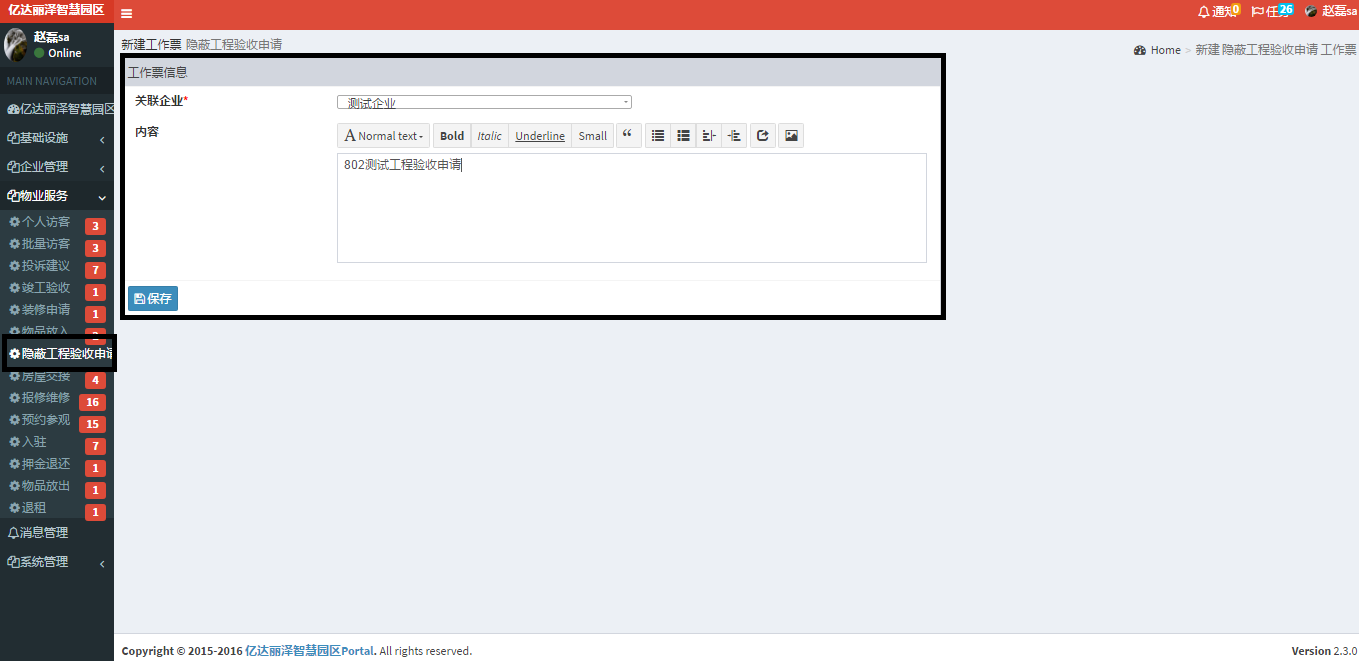 亿达丽泽智慧园区
通知 0 任务 26 赵磊sa
赵磊sa
Online
MAIN NAVIGATION
亿达丽泽智慧园区
基础设施
企业管理
物业服务
个人访客 3
批量访客 3
投诉建议 7
竣工验收 1
装修申请 1
物品放入
隐蔽工程验收申请
房屋交接 4
报修维修 16
预约参观 15
入驻 7
押金退还 1
物品放出 1
退租 1
消息管理
系统管理
新建工作票 隐蔽工程验收申请
Home > 新建 隐蔽工程验收申请 工作票
工作票信息
关联企业*
测试企业
内容
A Normal text Bold Italic Underline Small “
802测试工程验收申请
保存
Copyright © 2015-2016 亿达丽泽智慧园区Portal. All rights reserved.
Version 2.3.0